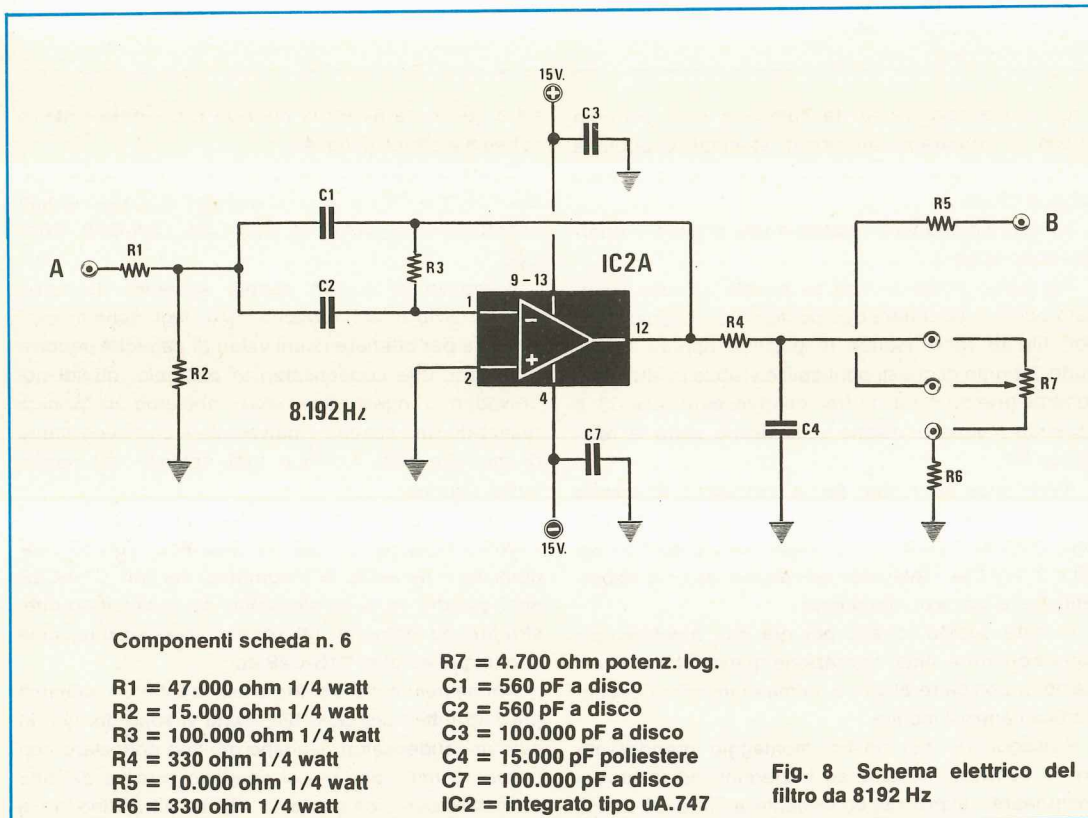 15V.
C3
C1
R5
B
A
R1
R3
IC2A
9-13
C2
1
12
R4
R7
R2
2
4
8.192 Hz
C7
C4
R6
15V.
Componenti scheda n. 6
R1 = 47.000 ohm 1/4 watt
R2 = 15.000 ohm 1/4 watt
R3 = 100.000 ohm 1/4 watt
R4 = 330 ohm 1/4 watt
R5 = 10.000 ohm 1/4 watt
R6 = 330 ohm 1/4 watt
R7 = 4.700 ohm potenz. log.
C1 = 560 pF a disco
C2 = 560 pF a disco
C3 = 100.000 pF a disco
C4 = 15.000 pF poliestere
C7 = 100.000 pF a disco
IC2 = integrato tipo uA.747
Fig. 8 Schema elettrico del
filtro da 8192 Hz